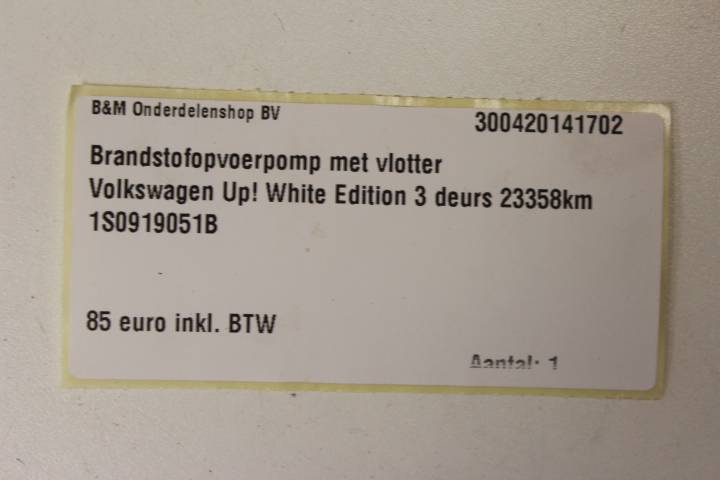 B&M Onderdelenshop BV
300420141702
Brandstofopvoerpomp met vlotter
Volkswagen Up! White Edition 3 deurs 23358km
1S0919051B
85 euro inkl. BTW
Aantal: 1